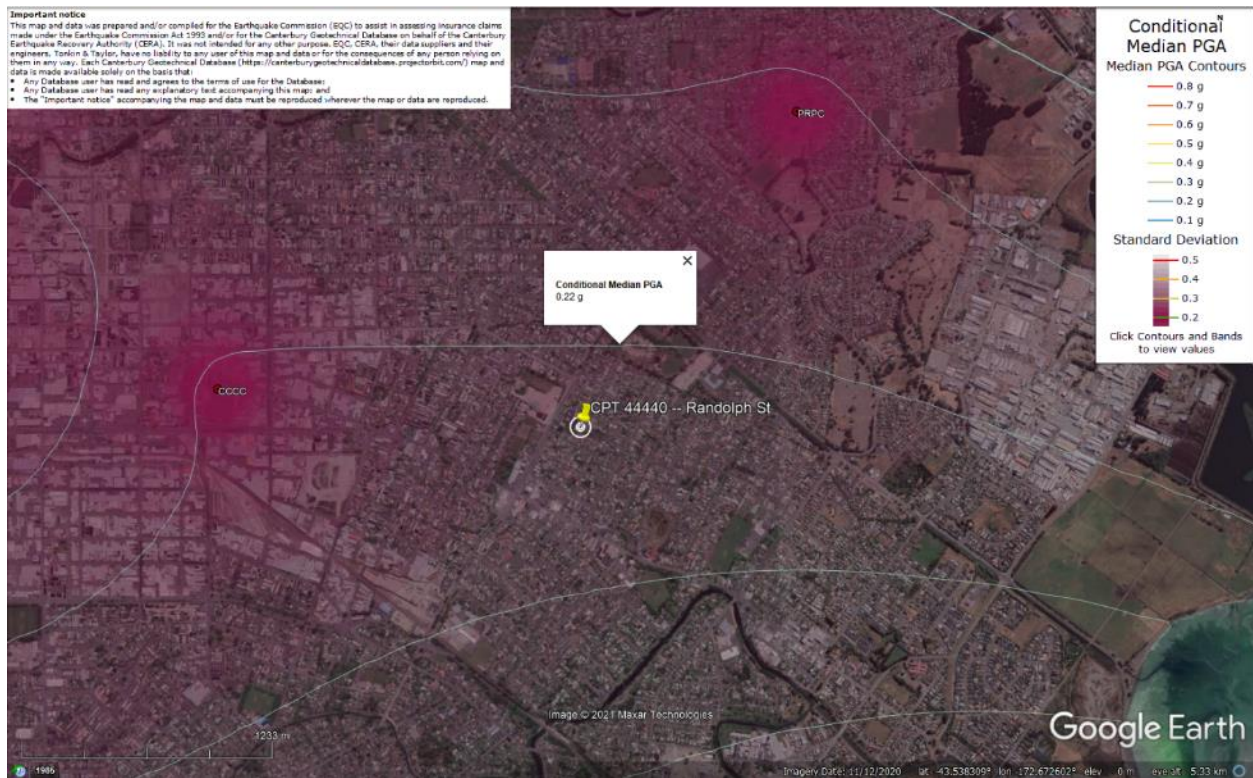 Important notice
This map and data was prepared and/or compiled for the Earthquake Commission (EQC) to assist in assessing insurance claims
made under the Earthquake Commission Act 1993 and/or for the Canterbury Geotechnical Database on behalf of the Canterbury
Earthquake Recovery Authority (CERA). It was not intended for any other purpose. EQC, CERA, their data suppliers and their
engineers, Tonkin & Taylor, have no liability to any user of this map and data or for the consequences of any person relying on
them in any way. Each Canterbury Geotechnical Database (https://canterburygeotechnicaldatabase.projectorbit.com/) map and
data is made available solely on the basis that:
• Any Database user has read and agrees to the terms of use for the Database;
• Any Database user has read any explanatory text accompanying this map; and
• The "Important notice" accompanying the map and data must be reproduced wherever the map or data are reproduced.
N
Conditional
Median PGA
Median PGA Contours
0.8 g
0.7 g
0.6 g
0.5 g
0.4 g
0.3 g
0.2 g
0.1 g
Standard Deviation
0.5
0.4
0.3
0.2
Click Contours and Bands
to view values
PRPC
Conditional Median PGA
0.22 g
CCCC
CPT 44440 -- Randolph St
Image © 2021 Maxar Technologies
Google Earth
1233 m
1986
Imagery Date: 11/12/2020 lat -43.538309° lon -172.672602° elev 0 m eye alt 5.33 km